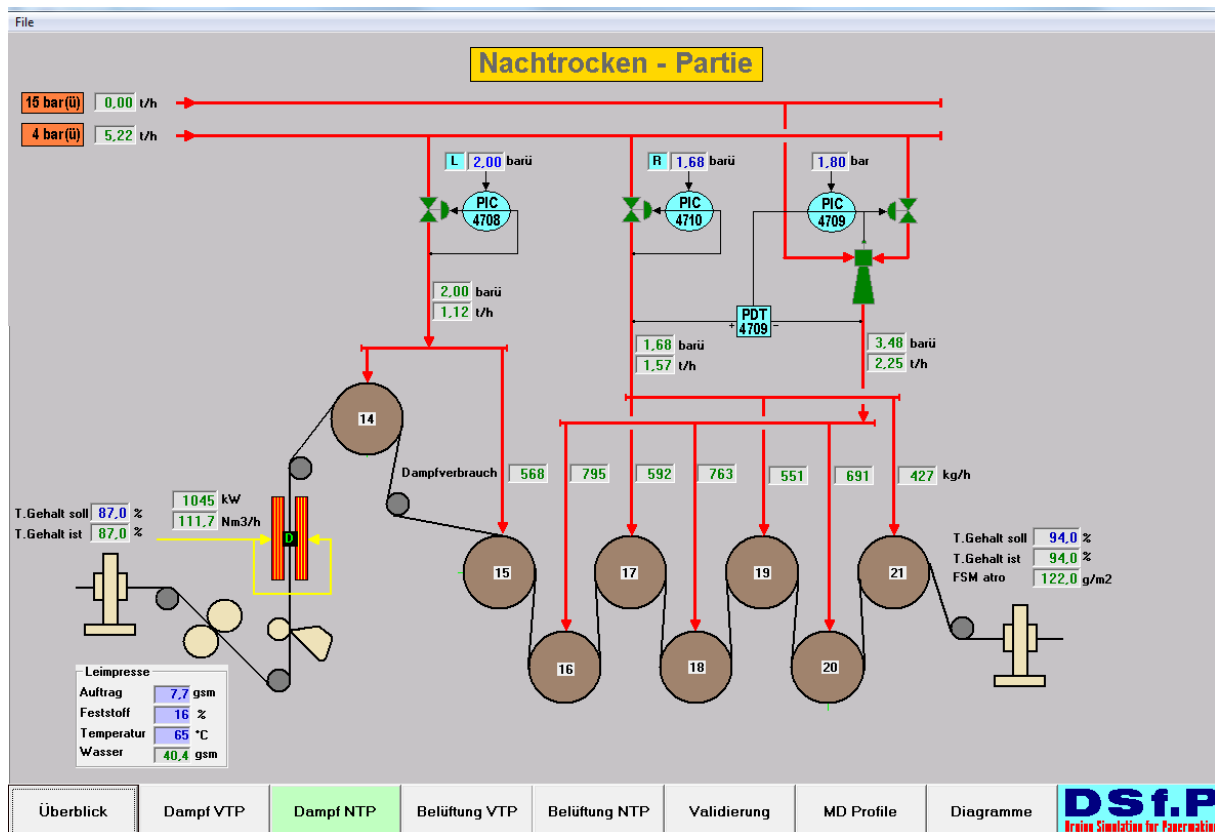 File
Nachtrocken - Partie
15 bar(ü) 0,00 t/h
4 bar(ü) 5,22 t/h
L 2,00 barü
R 1,68 barü
1,80 bar
PIC
4708
PIC
4710
PIC
4709
2,00 barü
1,12 t/h
PDT
+ 4709 -
1,68 barü
1,57 t/h
3,48 barü
2,25 t/h
14
Dampfverbrauch 568 795 592 763 551 691 427 kg/h
1045 kW
111,7 Nm3/h
T.Gehalt soll 87,0 %
T.Gehalt ist 87,0 %
D
T.Gehalt soll 94,0 %
T.Gehalt ist 94,0 %
FSM atro 122,0 g/m2
15
17
19
21
16
18
20
Leimpresse
Auftrag 7,7 gsm
Feststoff 16 %
Temperatur 65 °C
Wasser 40,4 gsm
Überblick
Dampf VTP
Dampf NTP
Belüftung VTP
Belüftung NTP
Validierung
MD Profile
Diagramme
DSf.P
Simulation for